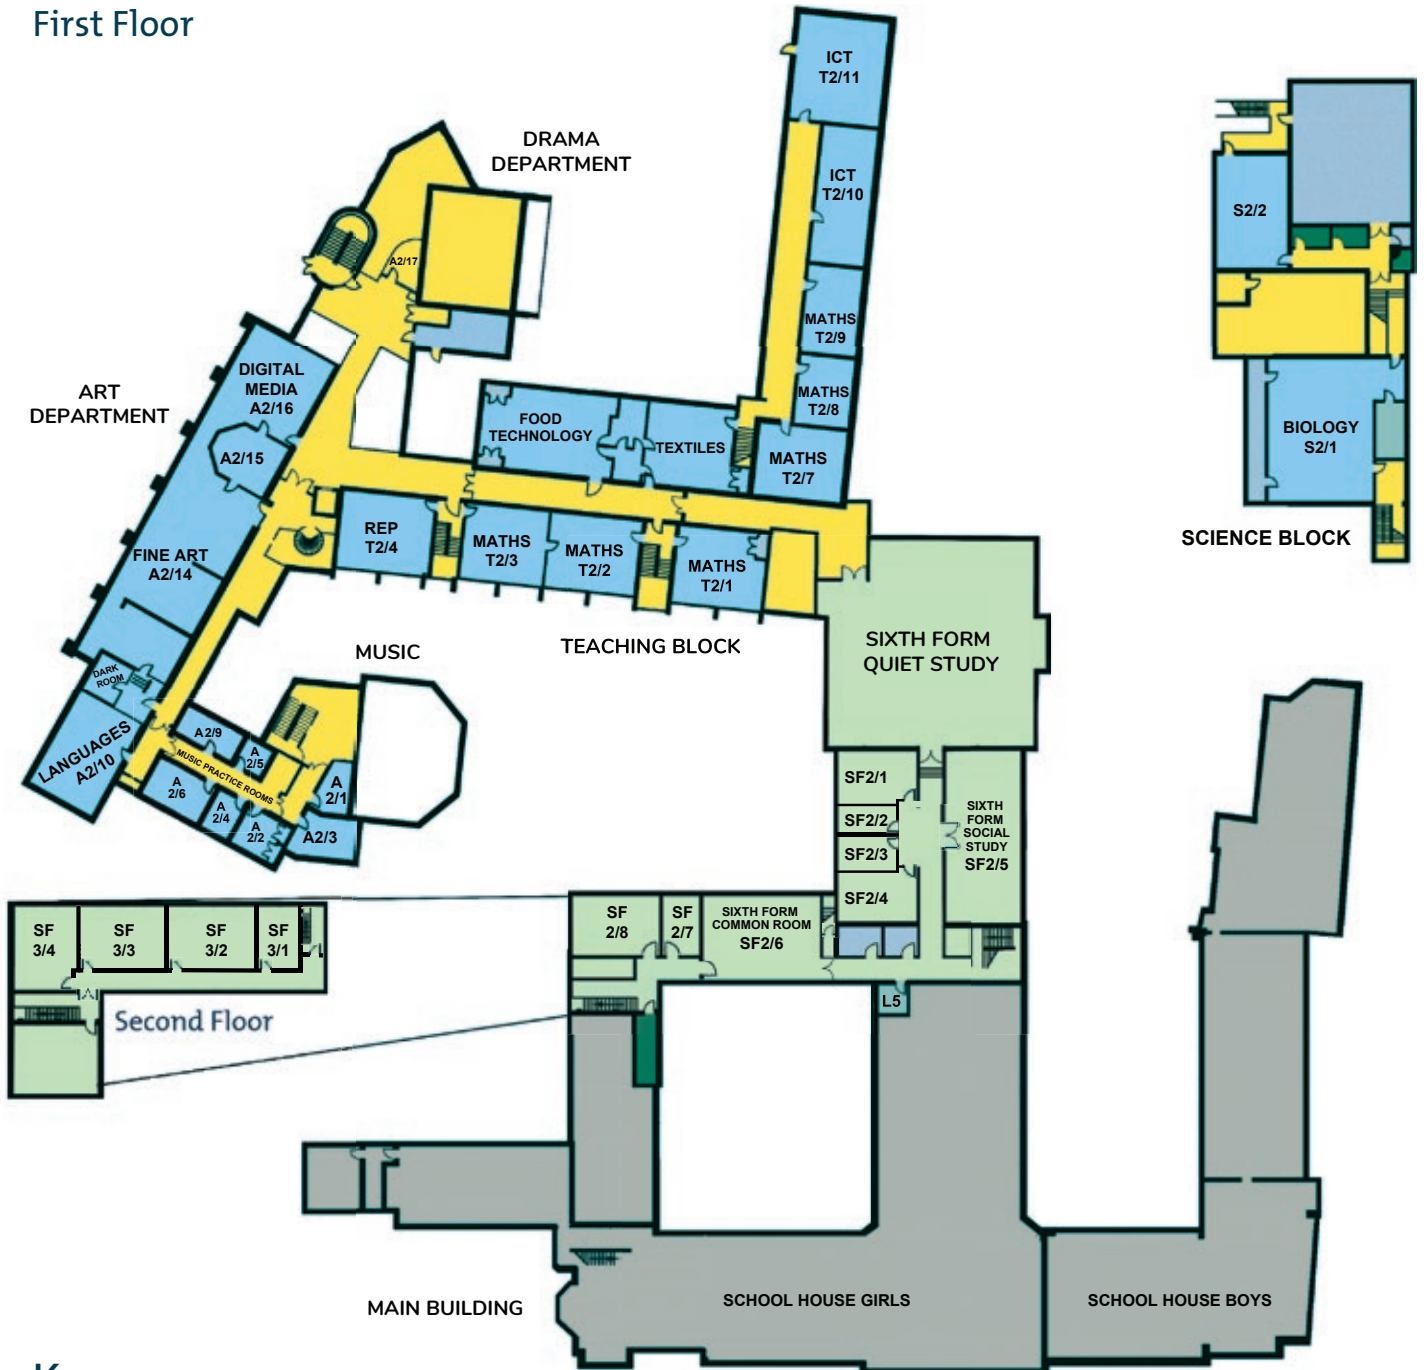 First Floor
ICT
T2/11
DRAMA
DEPARTMENT
ICT
T2/10
S2/2
A2/17
MATHS
T2/9
DIGITAL
MEDIA
A2/16
ART
DEPARTMENT
MATHS
T2/8
FOOD
TECHNOLOGY
TEXTILES
BIOLOGY
S2/1
A2/15
MATHS
T2/7
REP
T2/4
MATHS
T2/3
MATHS
T2/2
MATHS
T2/1
SCIENCE BLOCK
FINE ART
A2/14
SIXTH FORM
QUIET STUDY
TEACHING BLOCK
MUSIC
DARK
ROOM
LANGUAGES
A2/10
A2/9
A
2/5
MUSIC PRACTICE ROOMS
A
2/6
A
2/4
A
2/2
A
2/1
A2/3
SF2/1
SF2/2
SF2/3
SF2/4
SIXTH
FORM
SOCIAL
STUDY
SF2/5
SF
3/4
SF
3/3
SF
3/2
SF
3/1
SF
2/8
SF
2/7
SIXTH FORM
COMMON ROOM
SF2/6
L5
Second Floor
MAIN BUILDING
SCHOOL HOUSE GIRLS
SCHOOL HOUSE BOYS